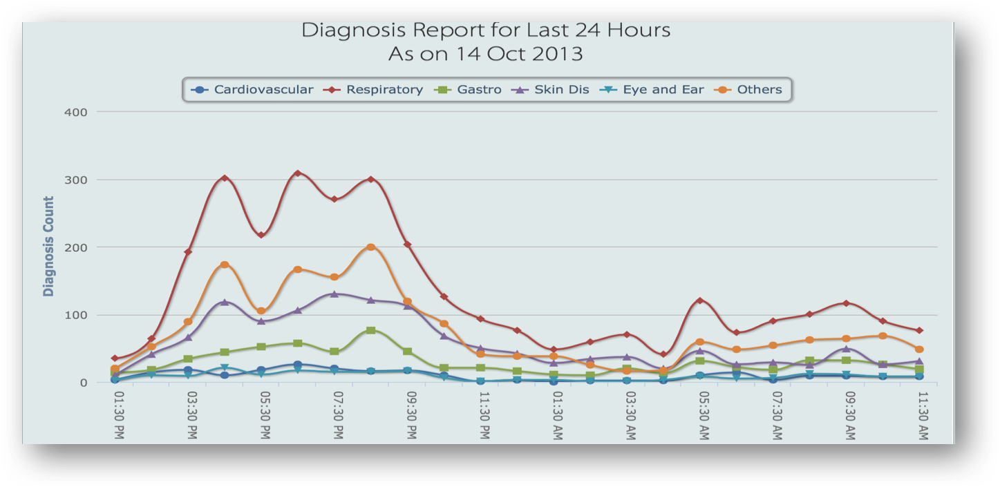 Diagnosis Report for Last 24 Hours
As on 14 Oct 2013
Cardiovascular Respiratory Gastro Skin Dis Eye and Ear Others
400
300
200
100
0
Diagnosis Count
01:30 PM 03:30 PM 05:30 PM 07:30 PM 09:30 PM 11:30 PM 01:30 AM 03:30 AM 05:30 AM 07:30 AM 09:30 AM 11:30 AM